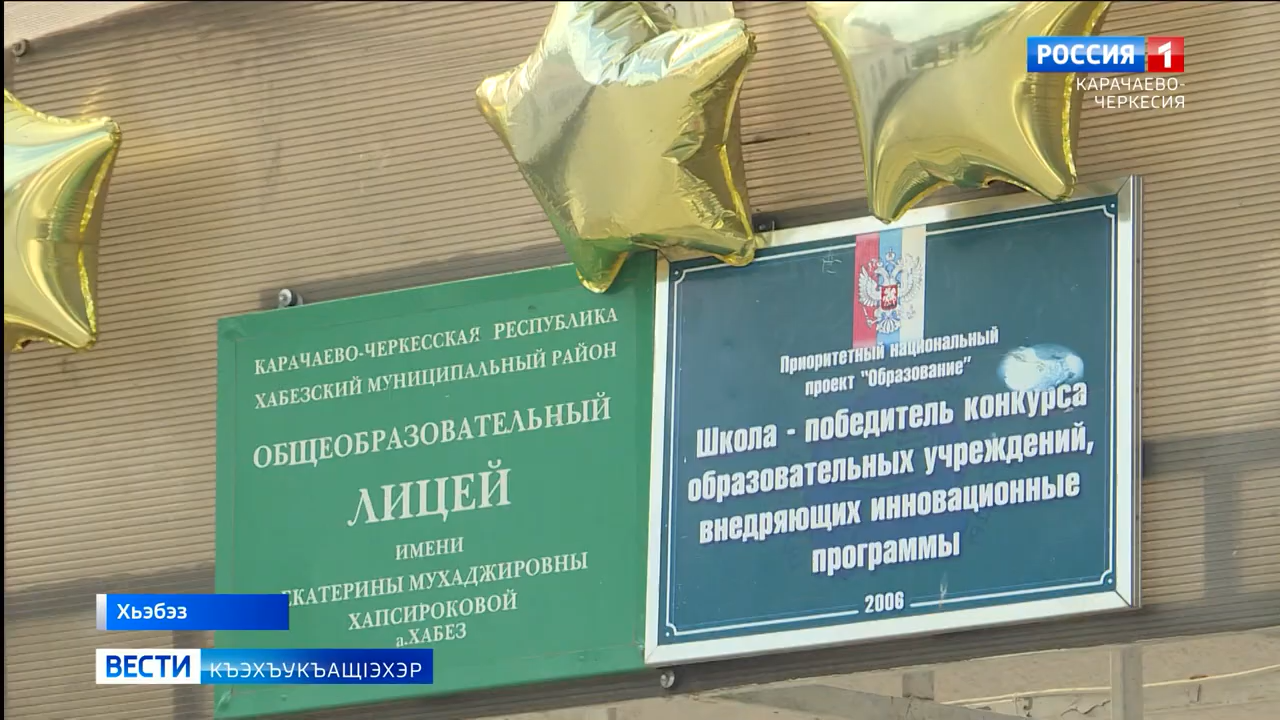 РОССИЯ 1
КАРАЧАЕВО-
ЧЕРКЕСИЯ
КАРАЧАЕВО-ЧЕРКЕССКАЯ РЕСПУБЛИКА
ХАБЕЗСКИЙ МУНИЦИПАЛЬНЫЙ РАЙОН
ОБЩЕОБРАЗОВАТЕЛЬНЫЙ
ЛИЦЕЙ
ИМЕНИ
ЕКАТЕРИНЫ МУХАДЖИРОВНЫ
ХАПСИРОКОВОЙ
а.ХАБЕЗ
Приоритетный национальный
проект "Образование"
Школа - победитель конкурса
образовательных учреждений,
внедряющих инновационные
программы
2006
Хьэбэз
ВЕСТИ КЪЭХЪУКЪАЩIЭХЭР